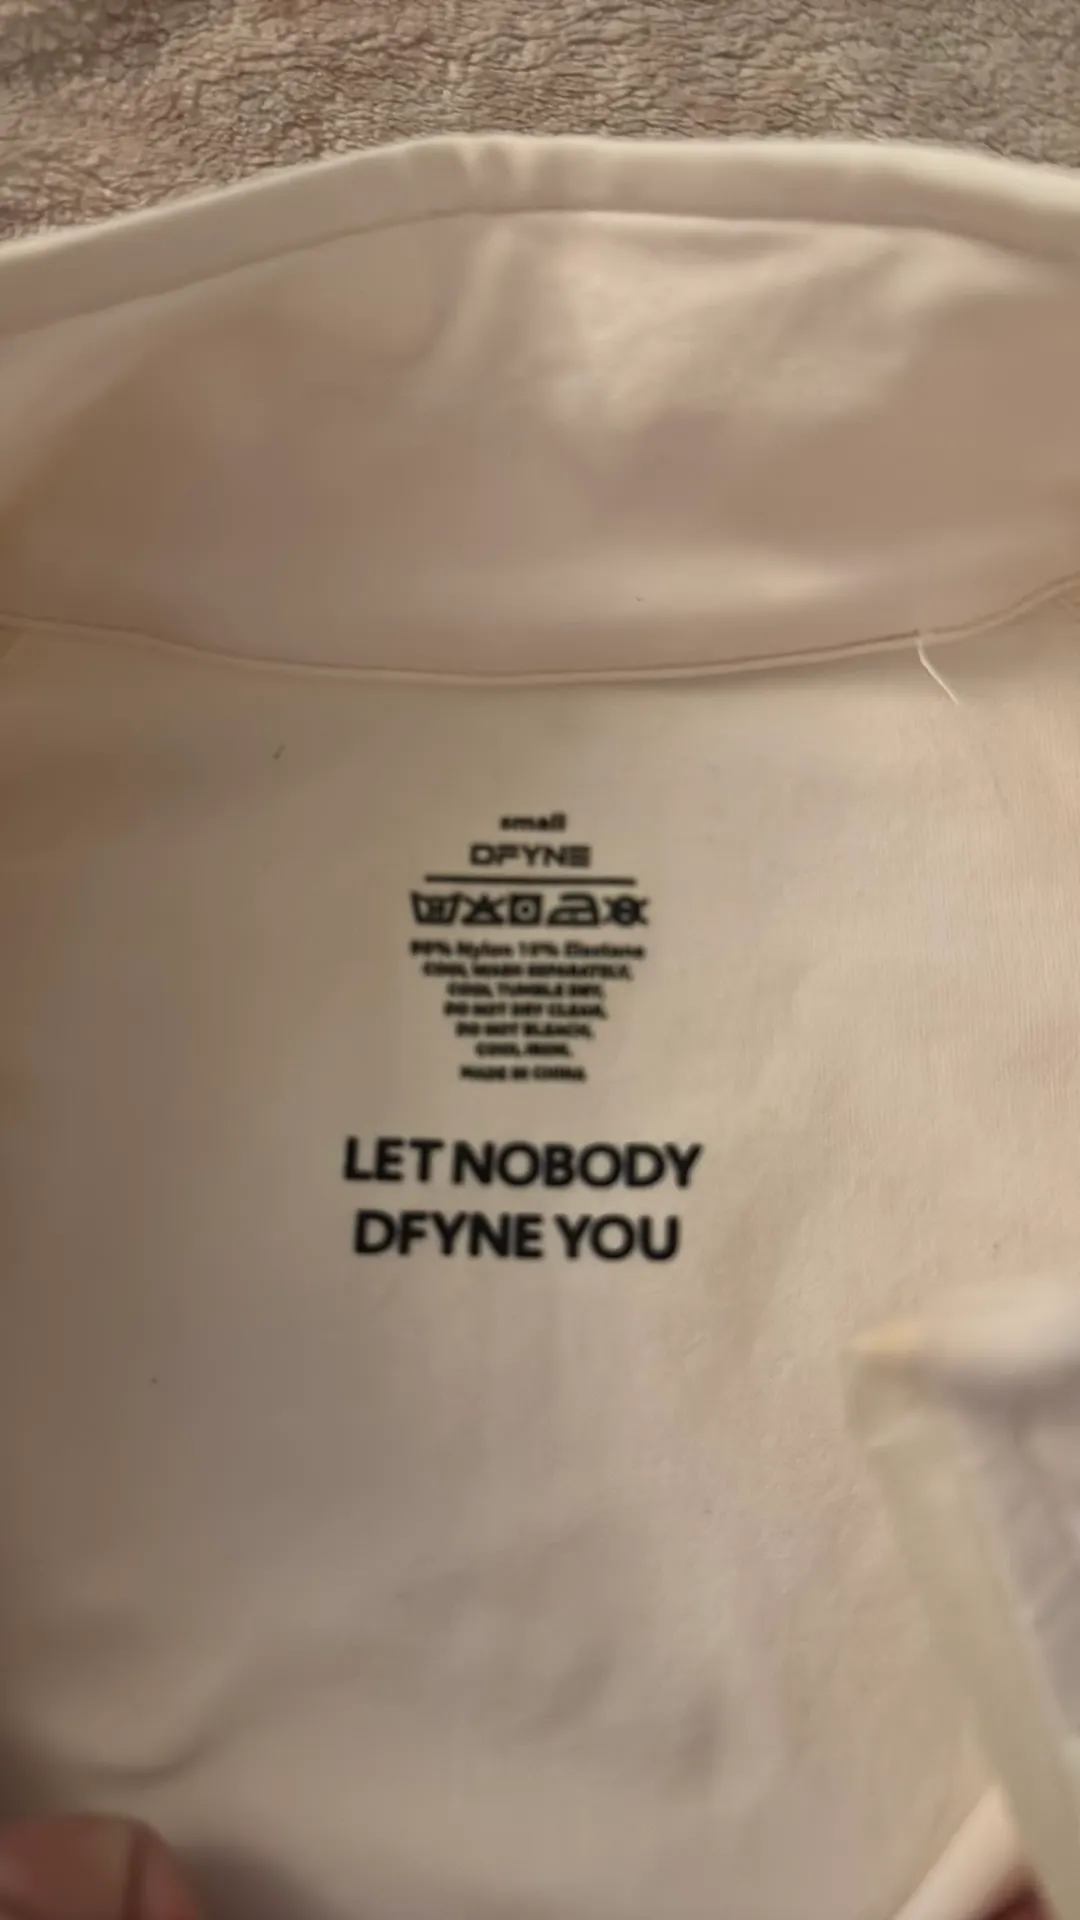 small
DFYNE
90% Nylon 10% Elastane
COOL WASH SEPARATELY,
COOL TUMBLE DRY,
DO NOT DRY CLEAN,
DO NOT BLEACH,
COOL IRON.
MADE IN CHINA
LET NOBODY
DFYNE YOU